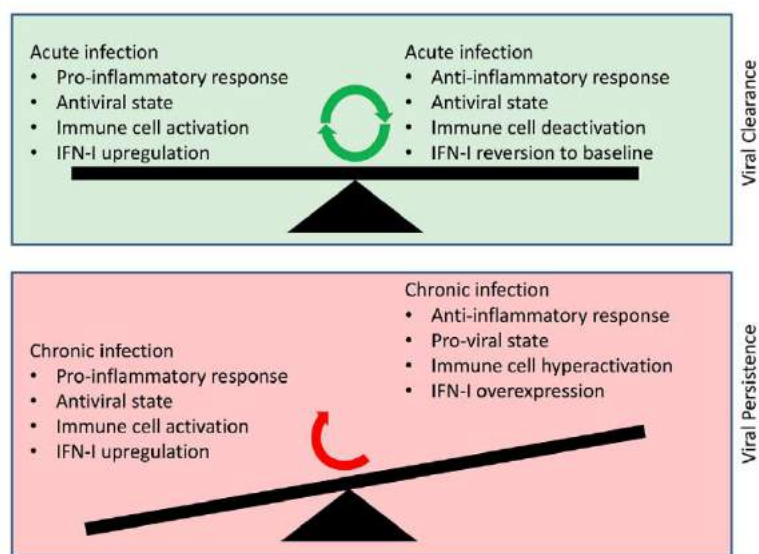 Acute infection
• Pro-inflammatory response
• Antiviral state
• Immune cell activation
• IFN-I upregulation
Acute infection
• Anti-inflammatory response
• Antiviral state
• Immune cell deactivation
• IFN-I reversion to baseline
Viral Clearance
Chronic infection
• Pro-inflammatory response
• Antiviral state
• Immune cell activation
• IFN-I upregulation
Chronic infection
• Anti-inflammatory response
• Pro-viral state
• Immune cell hyperactivation
• IFN-I overexpression
Viral Persistence